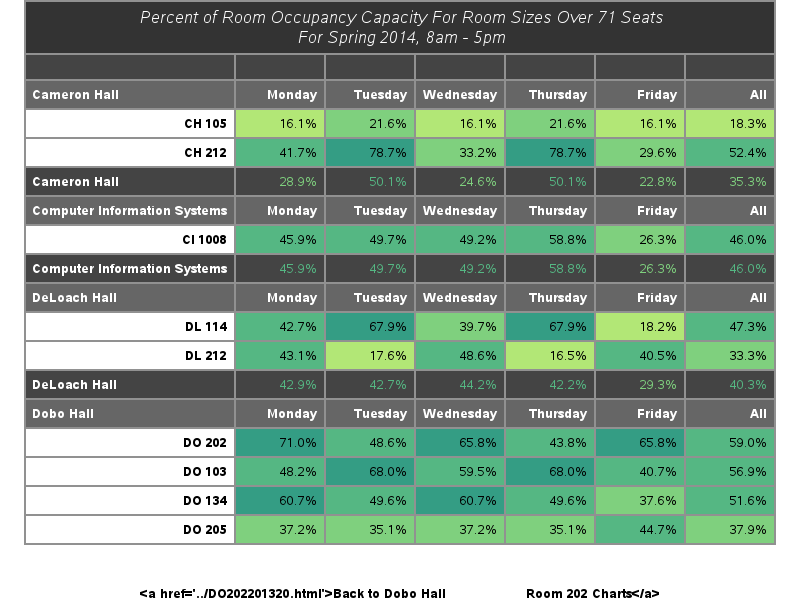 Percent of Room Occupancy Capacity For Room Sizes Over 71 Seats
For Spring 2014, 8am - 5pm
Cameron Hall Monday Tuesday Wednesday Thursday Friday All
CH 105 16.1% 21.6% 16.1% 21.6% 16.1% 18.3%
CH 212 41.7% 78.7% 33.2% 78.7% 29.6% 52.4%
Cameron Hall 28.9% 50.1% 24.6% 50.1% 22.8% 35.3%
Computer Information Systems Monday Tuesday Wednesday Thursday Friday All
CI 1008 45.9% 49.7% 49.2% 58.8% 26.3% 46.0%
Computer Information Systems 45.9% 49.7% 49.2% 58.8% 26.3% 46.0%
DeLoach Hall Monday Tuesday Wednesday Thursday Friday All
DL 114 42.7% 67.9% 39.7% 67.9% 18.2% 47.3%
DL 212 43.1% 17.6% 48.6% 16.5% 40.5% 33.3%
DeLoach Hall 42.9% 42.7% 44.2% 42.2% 29.3% 40.3%
Dobo Hall Monday Tuesday Wednesday Thursday Friday All
DO 202 71.0% 48.6% 65.8% 43.8% 65.8% 59.0%
DO 103 48.2% 68.0% 59.5% 68.0% 40.7% 56.9%
DO 134 60.7% 49.6% 60.7% 49.6% 37.6% 51.6%
DO 205 37.2% 35.1% 37.2% 35.1% 44.7% 37.9%
<a href='../DO202201320.html'>Back to Dobo Hall Room 202 Charts</a>